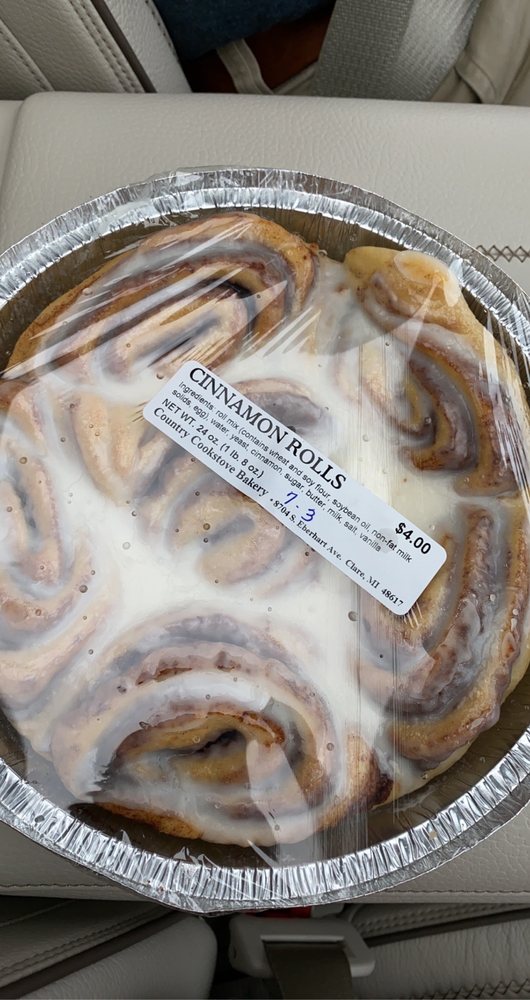 CINNAMON ROLLS
Ingredients: roll mix (contains wheat and soy flour, soybean oil, non-fat milk
solids, egg), water, yeast, cinnamon, sugar, butter, milk, salt, vanilla
NET WT. 24 oz. (1 lb. 8 oz.)
$4.00
7-3
Country Cookstove Bakery • 8704 S. Eberhart Ave. Clare, MI 48617